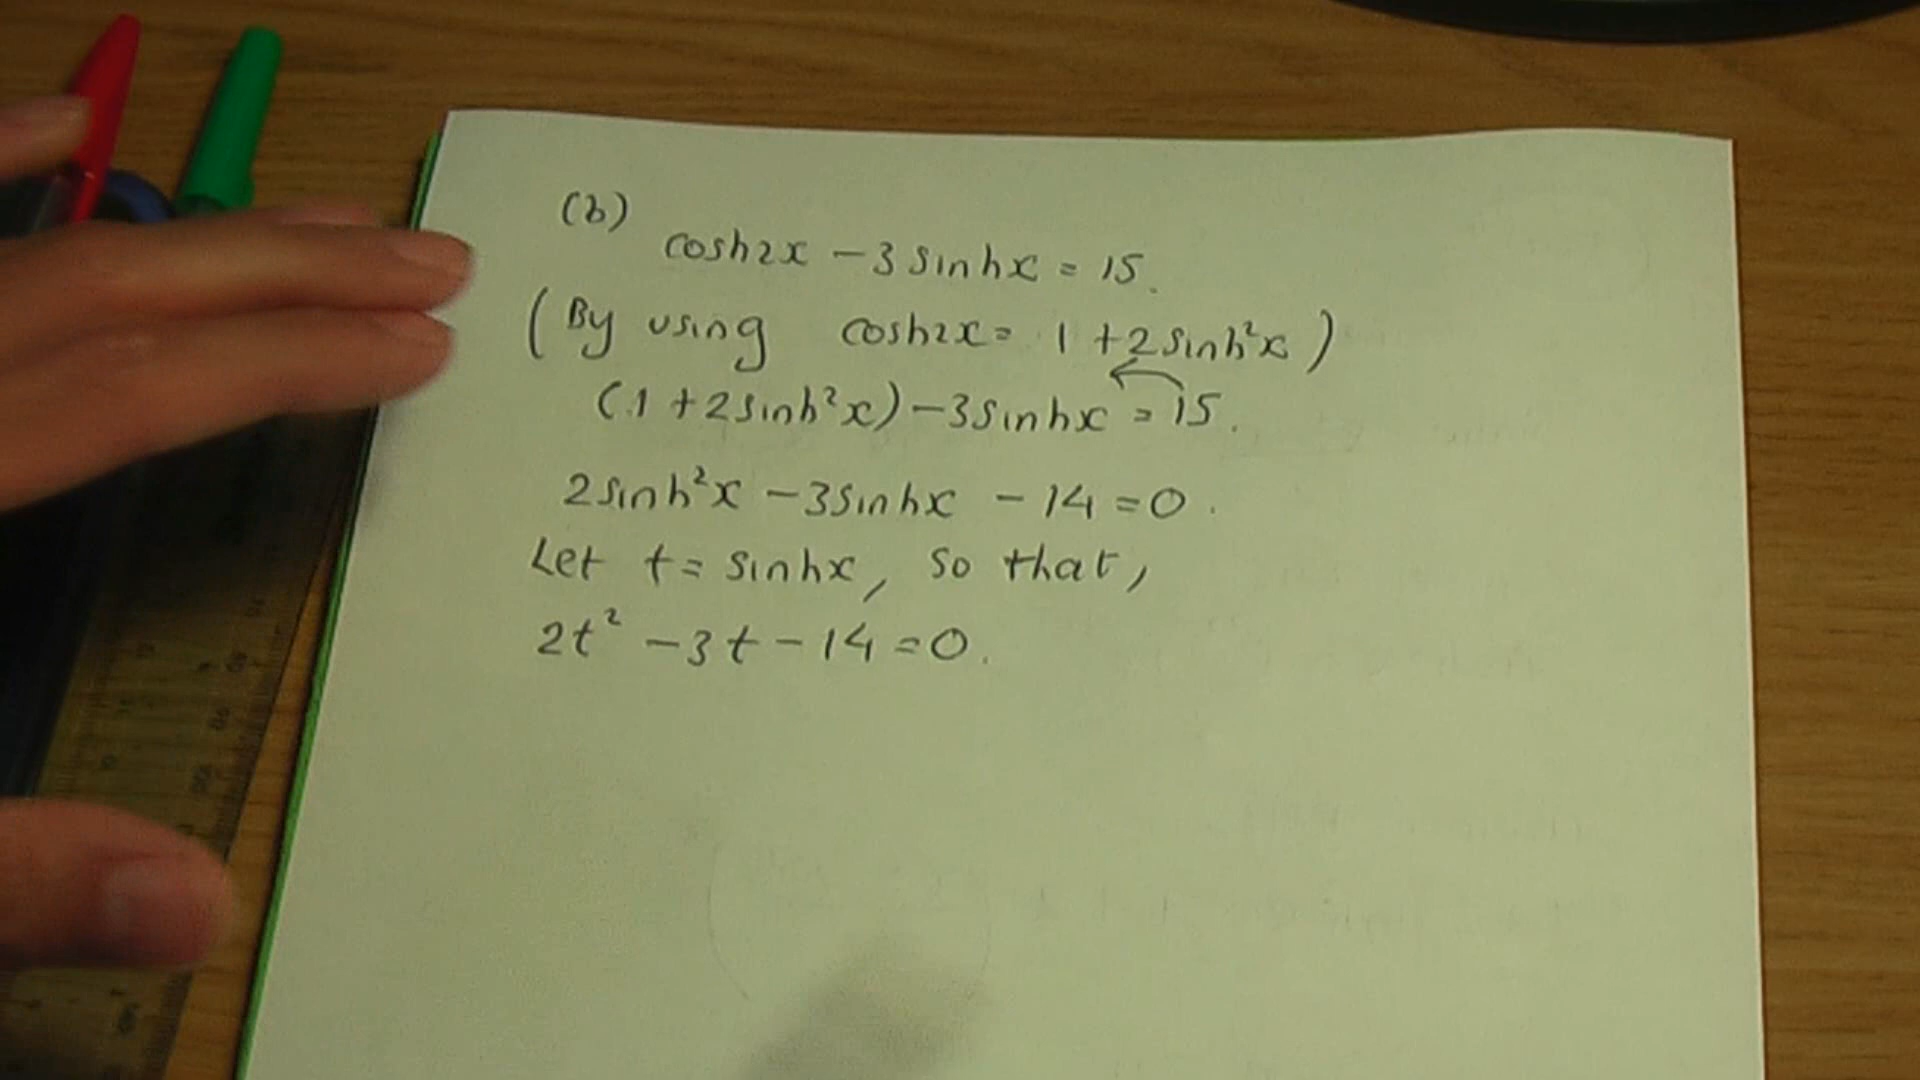 (b)
cosh2x - 3 sinhx = 15.
(By using cosh2x = 1 + 2sinh²x)
(1 + 2sinh²x) - 3sinhx = 15.
2sinh²x - 3sinhx - 14 = 0.
Let t = sinhx, so that,
2t² - 3t - 14 = 0.